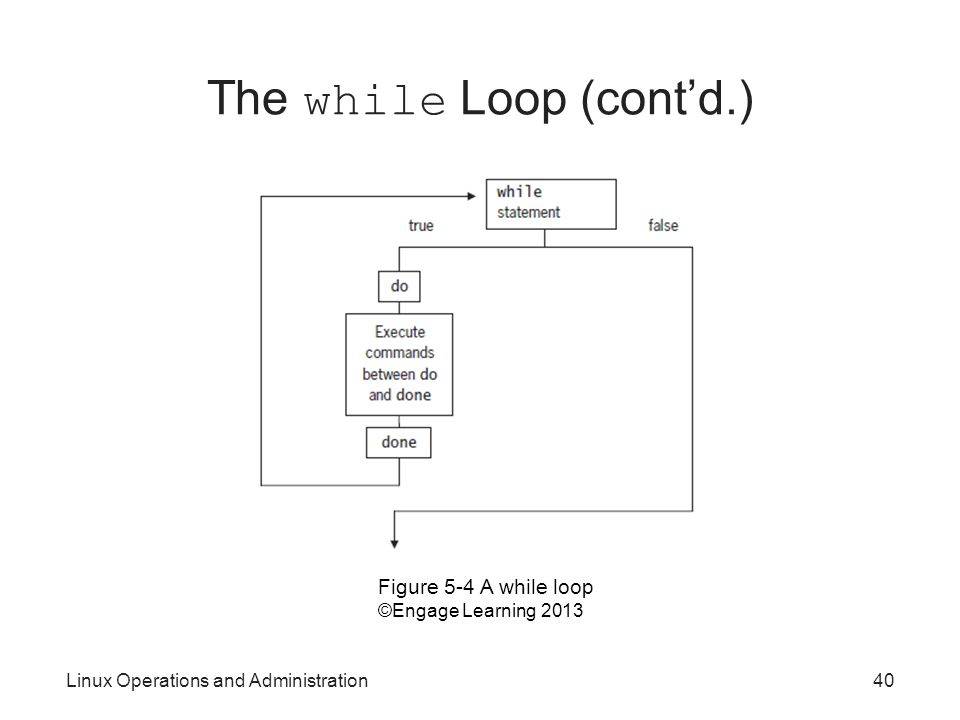 The while Loop (cont’d.)
while
statement
true
false
do
Execute
commands
between do
and done
done
Figure 5-4 A while loop
©Engage Learning 2013
Linux Operations and Administration
40